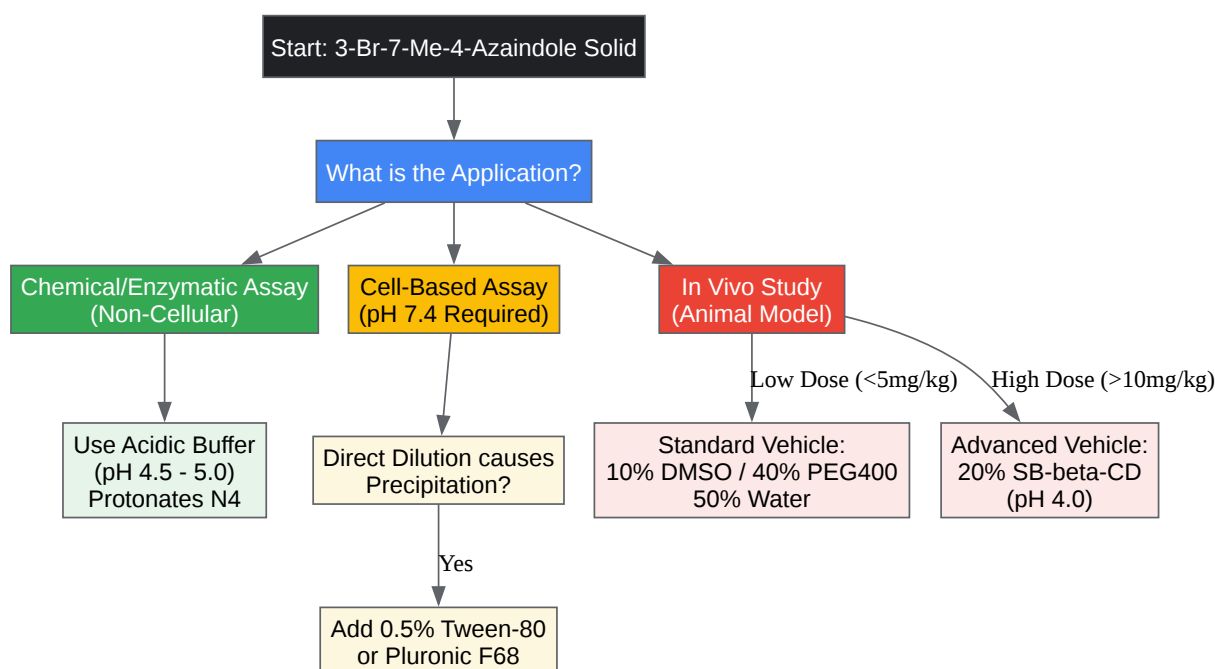 Start: 3-Br-7-Me-4-Azaindole Solid
What is the Application?
Chemical/Enzymatic Assay
(Non-Cellular)
Cell-Based Assay
(pH 7.4 Required)
In Vivo Study
(Animal Model)
Low Dose (<5mg/kg)
High Dose (>10mg/kg)
Use Acidic Buffer
(pH 4.5 - 5.0)
Protonates N4
Direct Dilution causes
Precipitation?
Standard Vehicle:
10% DMSO / 40% PEG400
50% Water
Advanced Vehicle:
20% SB-beta-CD
(pH 4.0)
Yes
Add 0.5% Tween-80
or Pluronic F68